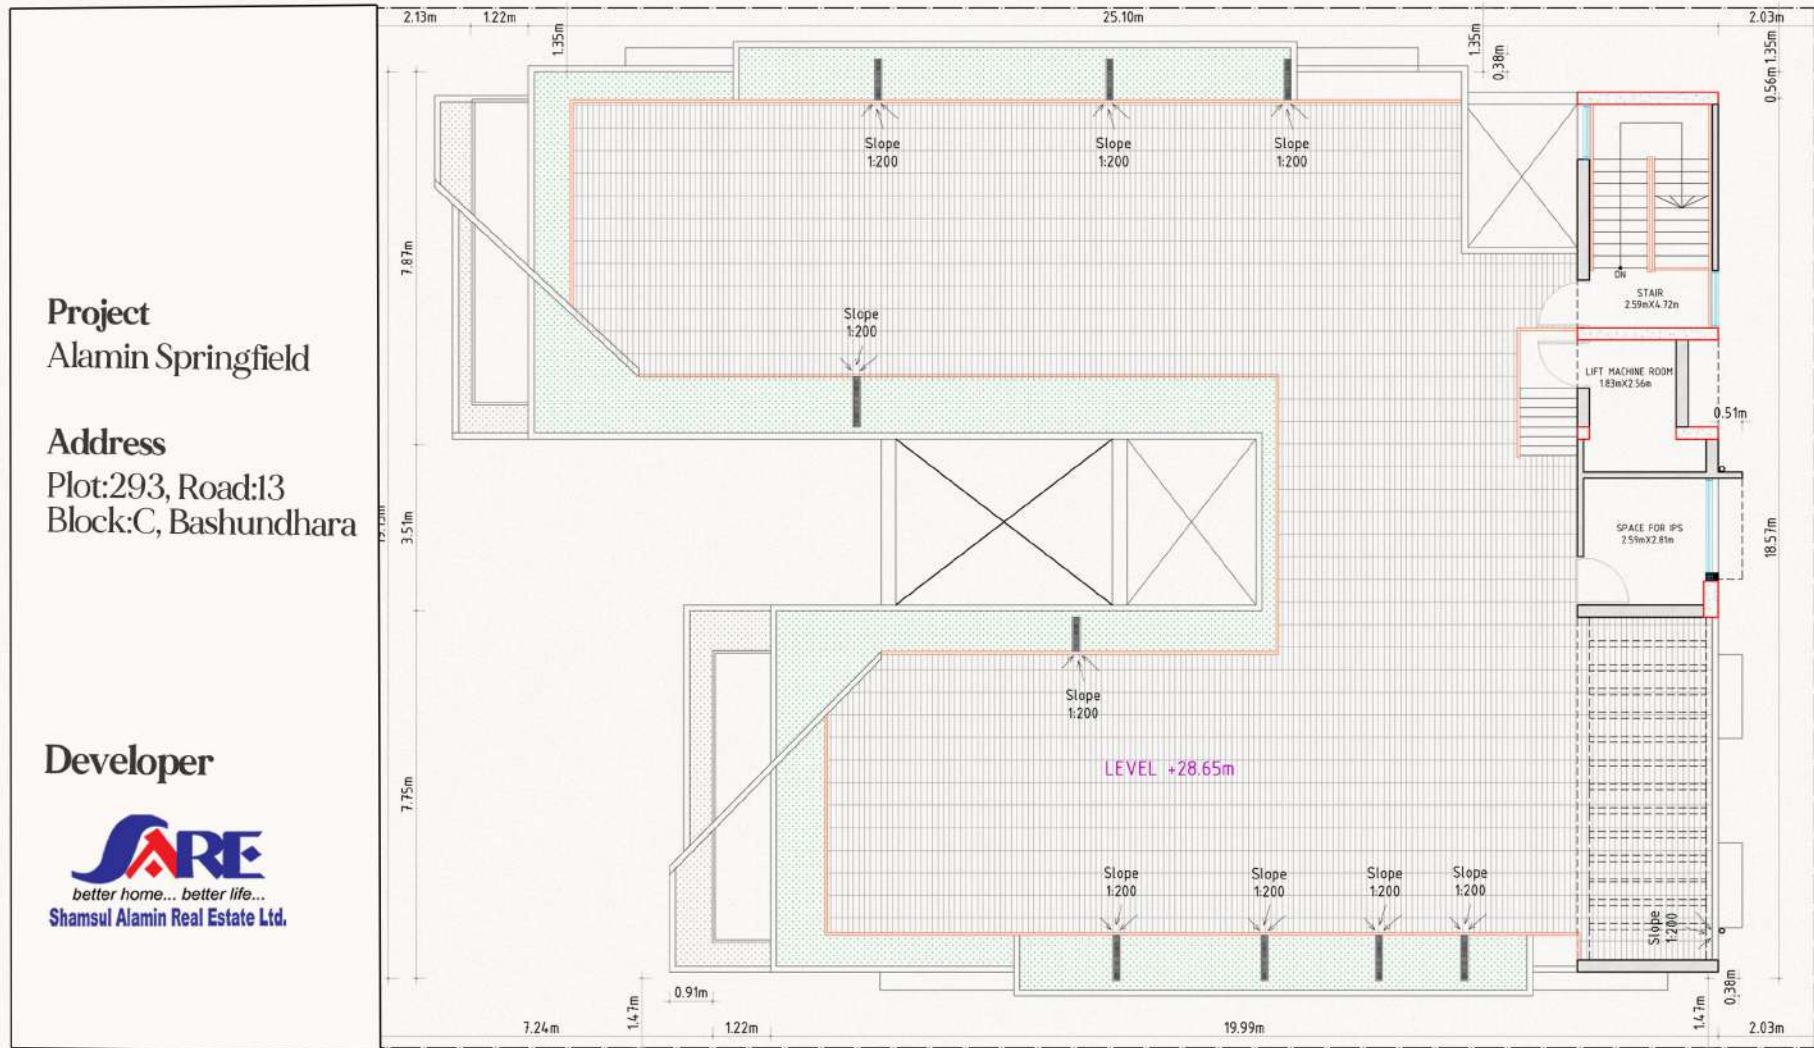 Project
Alamin Springfield
Address
Plot:293, Road:13
Block:C, Bashundhara
Developer
SARE
better home... better life...
Shamsul Alamin Real Estate Ltd.
2.13m
1.22m
25.10m
2.03m
1.35m
1.35m
0.38m
1.35m
0.56m
Slope
1:200
Slope
1:200
Slope
1:200
7.87m
DN
STAIR
2.59mX4.72m
Slope
1:200
LIFT MACHINE ROOM
1.83mX2.56m
0.51m
3.51m
SPACE FOR IPS
2.59mX2.81m
18.57m
Slope
1:200
LEVEL +28.65m
7.75m
Slope
1:200
Slope
1:200
Slope
1:200
Slope
1:200
Slope
1:200
0.91m
1.47m
1.47m
0.38m
7.24m
1.22m
19.99m
2.03m